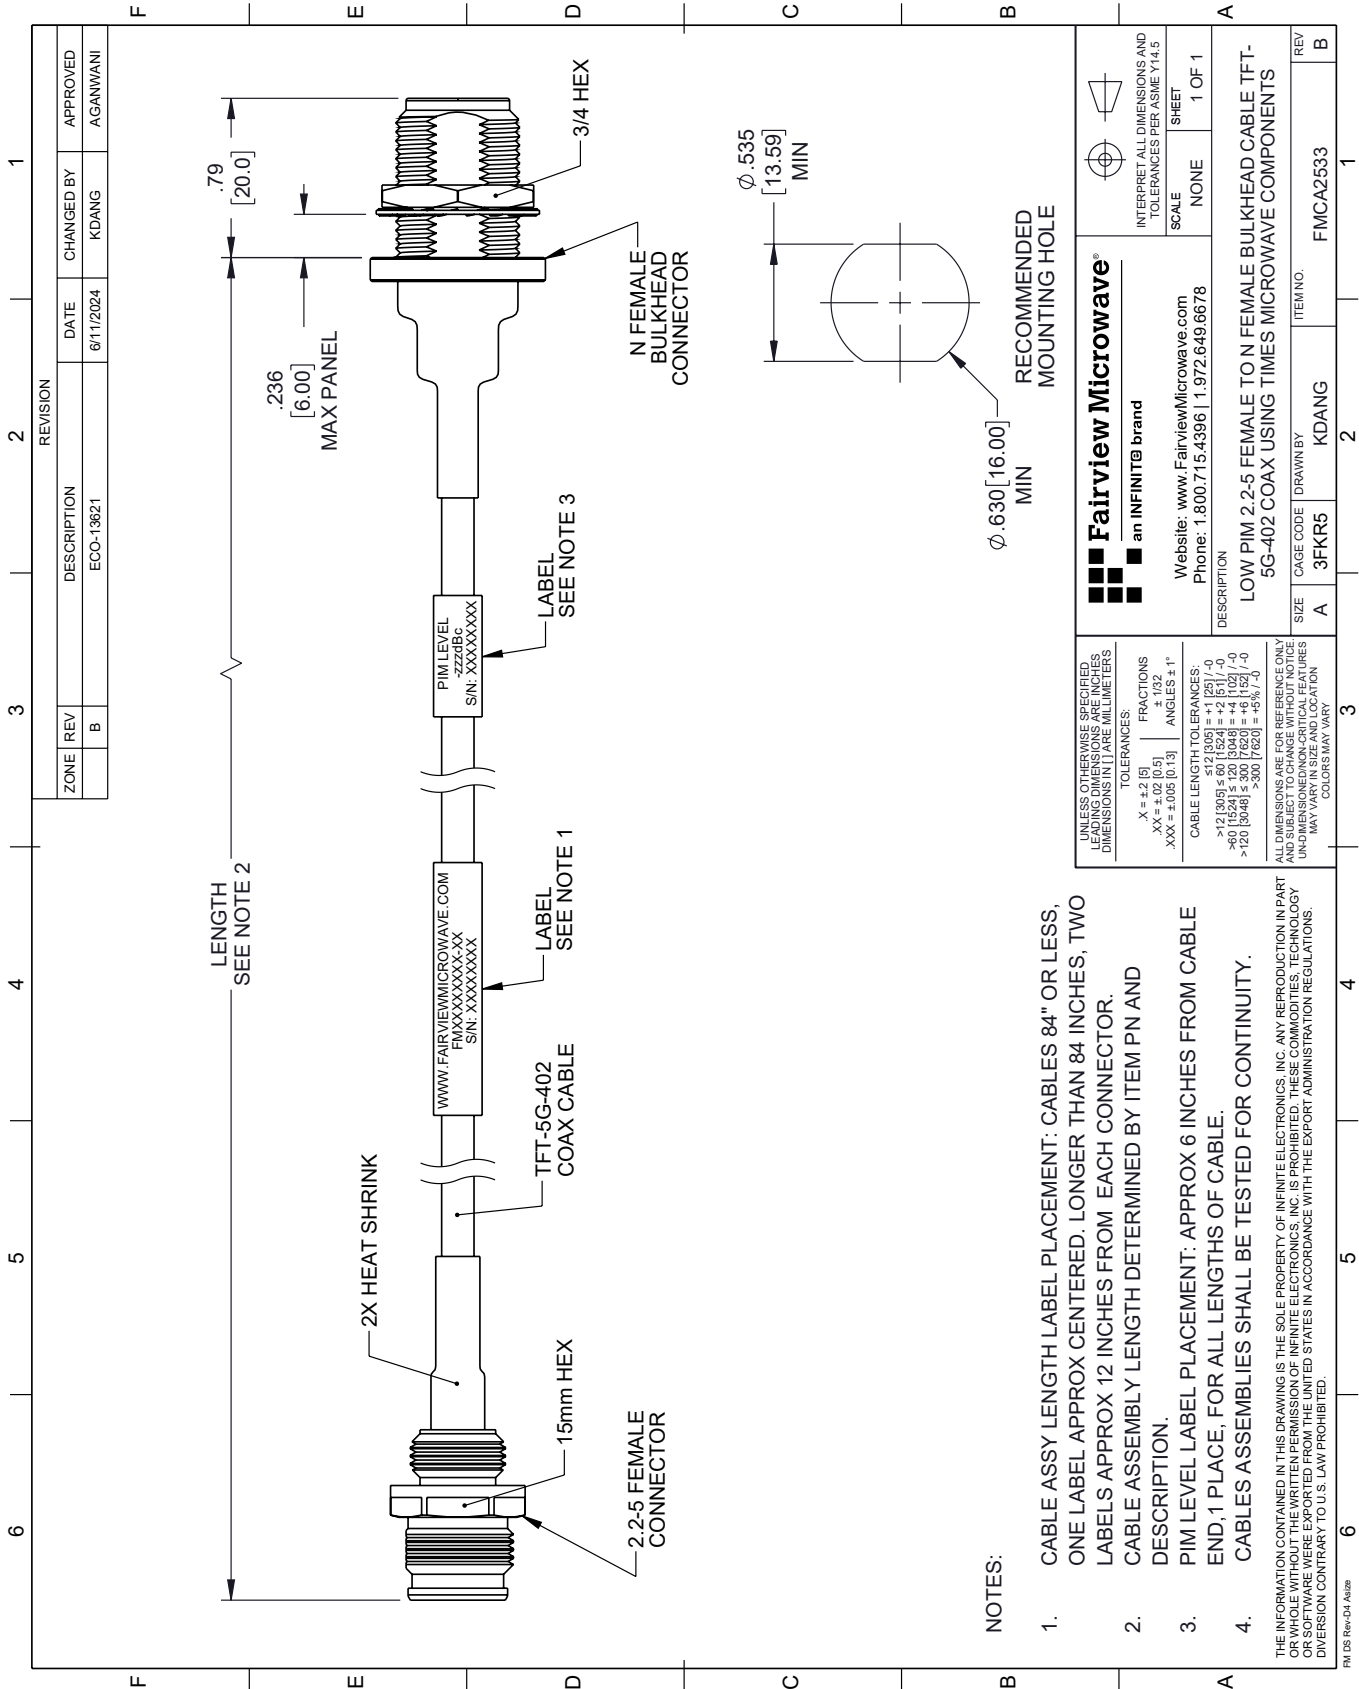 6
5
4
3
2
1
F
E
D
C
B
A
REVISION
ZONE
REV
DESCRIPTION
DATE
CHANGED BY
APPROVED
B
ECO-13621
6/11/2024
KDANG
AGANWANI
LENGTH
SEE NOTE 2
.79
[20.0]
.236
[6.00]
MAX PANEL
2X HEAT SHRINK
3/4 HEX
15mm HEX
2.2-5 FEMALE
CONNECTOR
TFT-5G-402
COAX CABLE
WWW.FAIRVIEWMICROWAVE.COM
FMXXXXXXXX-XX
S/N: XXXXXXXX
LABEL
SEE NOTE 1
PIM LEVEL
-zzzdBc
S/N: XXXXXXXX
LABEL
SEE NOTE 3
N FEMALE
BULKHEAD
CONNECTOR
Ø.535
[13.59]
MIN
Ø.630[16.00]
MIN
RECOMMENDED
MOUNTING HOLE
NOTES:
1. CABLE ASSY LENGTH LABEL PLACEMENT: CABLES 84" OR LESS,
ONE LABEL APPROX CENTERED. LONGER THAN 84 INCHES, TWO
LABELS APPROX 12 INCHES FROM EACH CONNECTOR.
2. CABLE ASSEMBLY LENGTH DETERMINED BY ITEM PN AND
DESCRIPTION.
3. PIM LEVEL LABEL PLACEMENT: APPROX 6 INCHES FROM CABLE
END,1 PLACE, FOR ALL LENGTHS OF CABLE.
4. CABLES ASSEMBLIES SHALL BE TESTED FOR CONTINUITY.
THE INFORMATION CONTAINED IN THIS DRAWING IS THE SOLE PROPERTY OF INFINITE ELECTRONICS, INC. ANY REPRODUCTION IN PART
OR WHOLE WITHOUT THE WRITTEN PERMISSION OF INFINITE ELECTRONICS, INC. IS PROHIBITED. THESE COMMODITIES, TECHNOLOGY
OR SOFTWARE WERE EXPORTED FROM THE UNITED STATES IN ACCORDANCE WITH THE EXPORT ADMINISTRATION REGULATIONS.
DIVERSION CONTRARY TO U.S. LAW PROHIBITED.
UNLESS OTHERWISE SPECIFIED
LEADING DIMENSIONS ARE INCHES
DIMENSIONS IN [ ] ARE MILLIMETERS
TOLERANCES:
.X = ±.2 [5]
.XX = ±.02 [0.5]
.XXX = ±.005 [0.13]
FRACTIONS
± 1/32
ANGLES ± 1°
CABLE LENGTH TOLERANCES:
≤12 [305] = +1 [25] / -0
>12 [305] ≤ 60 [1524] = +2 [51] / -0
>60 [1524] ≤ 120 [3048] = +4 [102] / -0
>120 [3048] ≤ 300 [7620] = +6 [152] / -0
>300 [7620] = +5% / -0
ALL DIMENSIONS ARE FOR REFERENCE ONLY
AND SUBJECT TO CHANGE WITHOUT NOTICE.
UN-DIMENSIONED/NON-CRITICAL FEATURES
MAY VARY IN SIZE AND LOCATION
COLORS MAY VARY
Fairview Microwave®
an INFINIT® brand
Website: www.FairviewMicrowave.com
Phone: 1.800.715.4396 | 1.972.649.6678
INTERPRET ALL DIMENSIONS AND
TOLERANCES PER ASME Y14.5
SCALE
NONE
SHEET
1 OF 1
DESCRIPTION
LOW PIM 2.2-5 FEMALE TO N FEMALE BULKHEAD CABLE TFT-
5G-402 COAX USING TIMES MICROWAVE COMPONENTS
SIZE
A
CAGE CODE
3FKR5
DRAWN BY
KDANG
ITEM NO.
FMCA2533
REV
B
F
E
D
C
B
A
6
5
4
3
2
1
FM DS Rev-D4 Asize